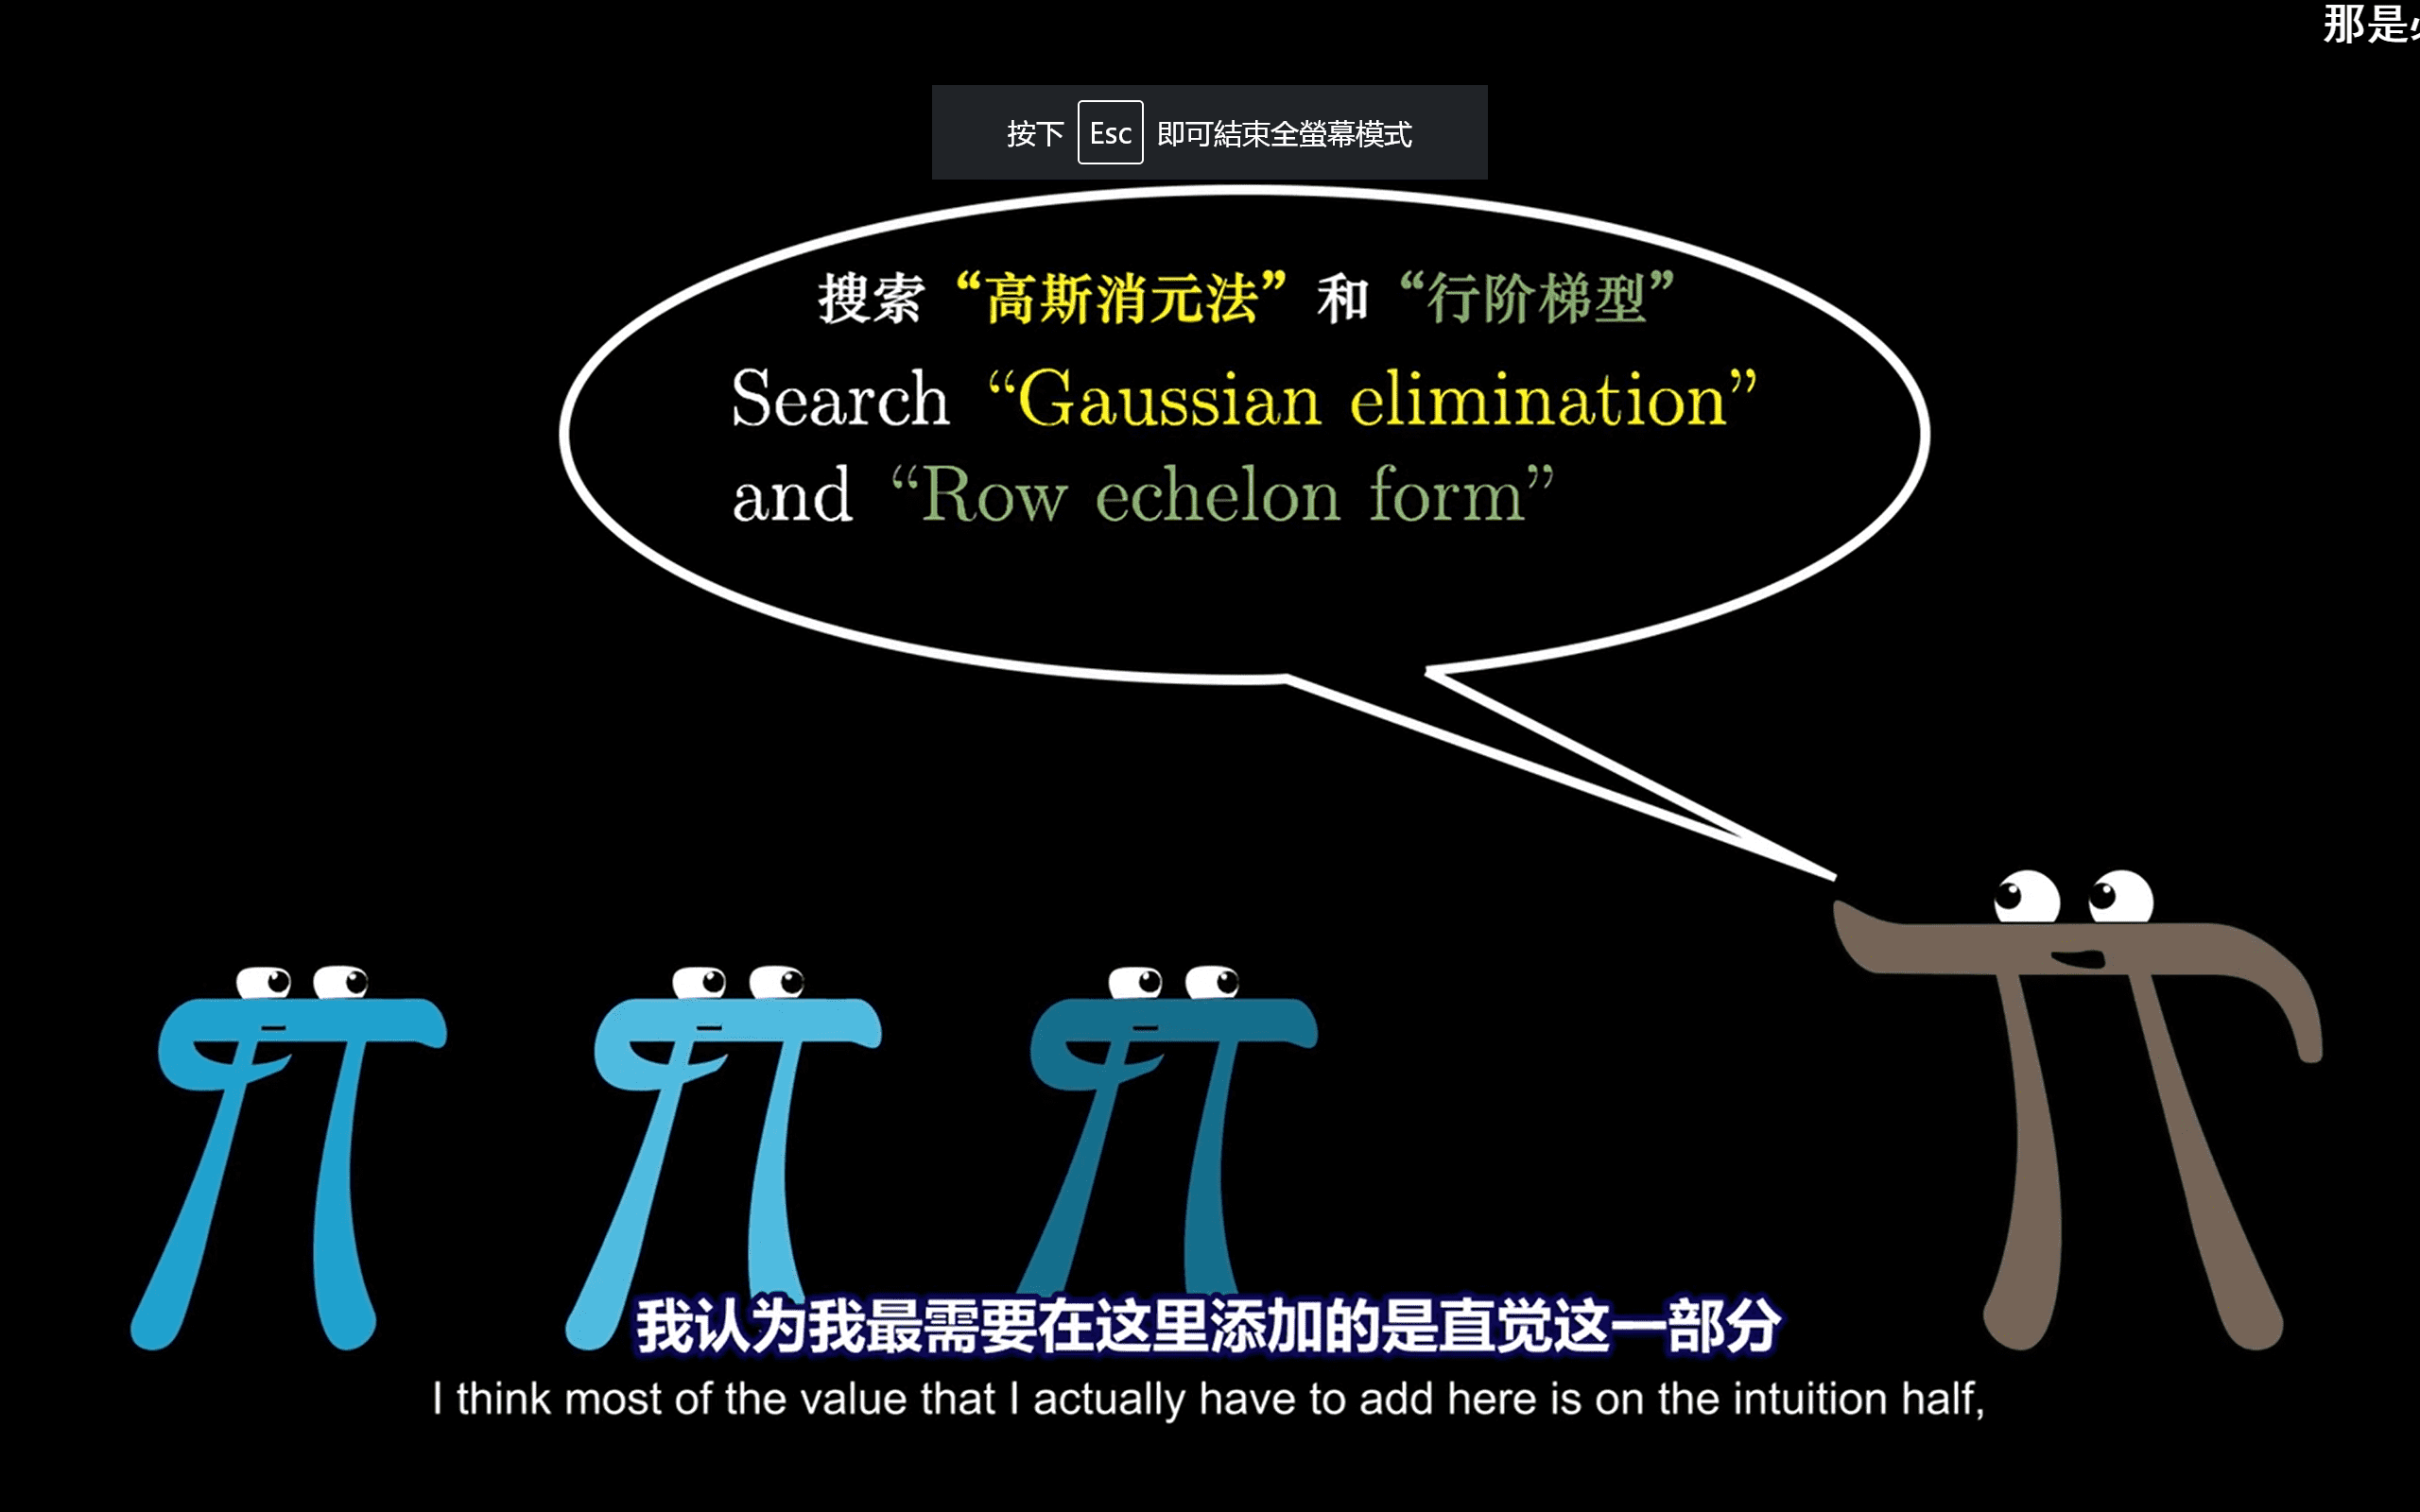 那是
按下 Esc 即可結束全螢幕模式
搜索“高斯消元法”和“行阶梯型”
Search “Gaussian elimination”
and “Row echelon form”
我认为我最需要在这里添加的是直觉这一部分
I think most of the value that I actually have to add here is on the intuition half,